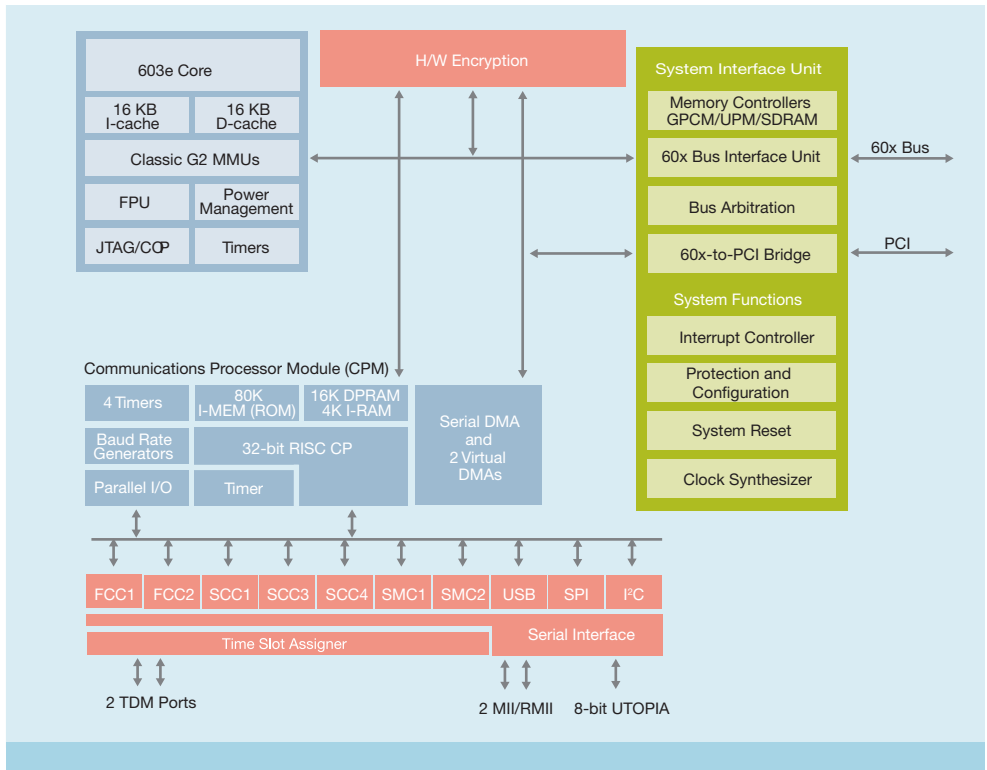 603e Core
16 KB
I-cache
16 KB
D-cache
Classic G2 MMUs
FPU
Power
Management
JTAG/COP
Timers
H/W Encryption
System Interface Unit
Memory Controllers
GPCM/UPM/SDRAM
60x Bus Interface Unit
Bus Arbitration
60x-to-PCI Bridge
System Functions
Interrupt Controller
Protection and
Configuration
System Reset
Clock Synthesizer
60x Bus
PCI
Communications Processor Module (CPM)
4 Timers
80K
I-MEM (ROM)
16K DPRAM
4K I-RAM
Baud Rate
Generators
32-bit RISC CP
Parallel I/O
Timer
Serial DMA
and
2 Virtual
DMAs
FCC1
FCC2
SCC1
SCC3
SCC4
SMC1
SMC2
USB
SPI
I²C
Time Slot Assigner
Serial Interface
2 TDM Ports
2 MII/RMII
8-bit UTOPIA